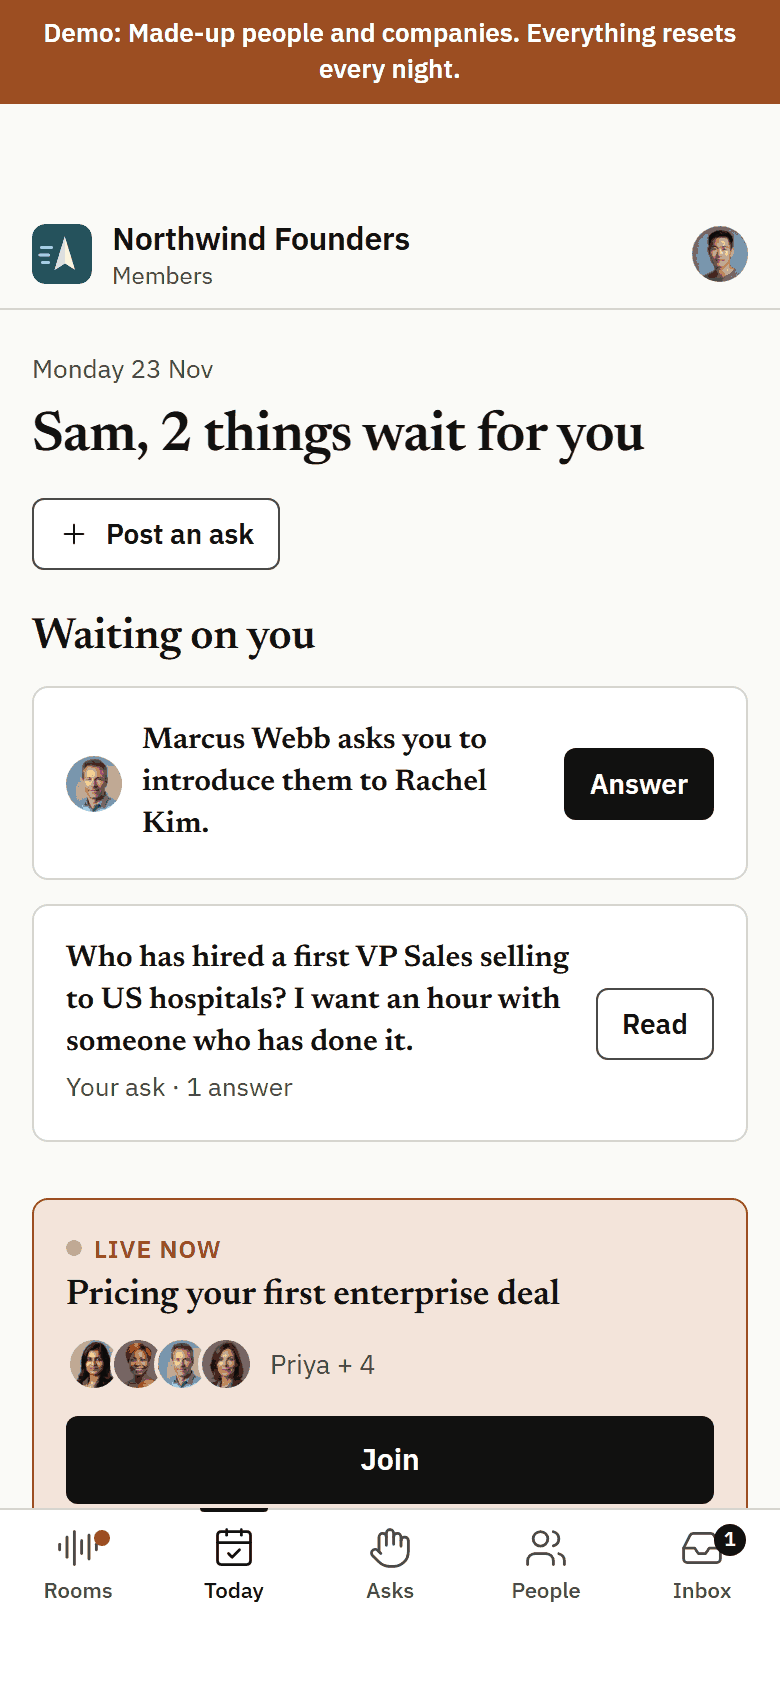 Demo: Made-up people and companies. Everything resets
every night.
Northwind Founders
Members
Monday 23 Nov
Sam, 2 things wait for you
Post an ask
Waiting on you
Marcus Webb asks you to
introduce them to Rachel
Kim.
Answer
Who has hired a first VP Sales selling
to US hospitals? I want an hour with
someone who has done it.
Your ask · 1 answer
Read
LIVE NOW
Pricing your first enterprise deal
Priya + 4
Join
Rooms
Today
Asks
People
1
Inbox